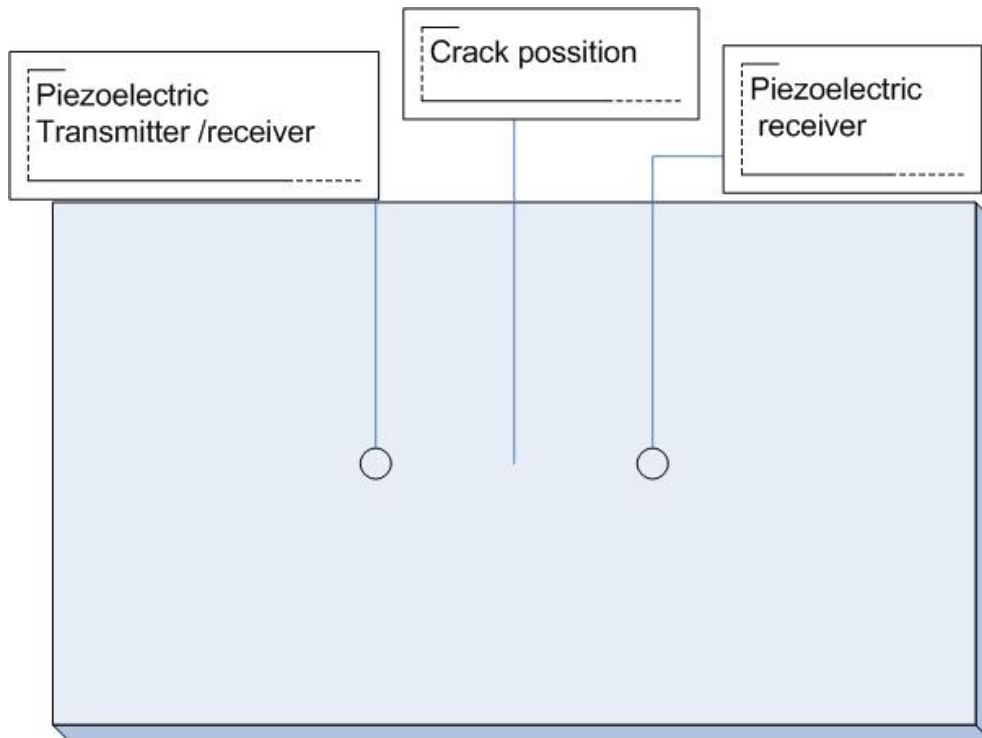 Piezoelectric
Transmitter /receiver
Crack possition
Piezoelectric
receiver